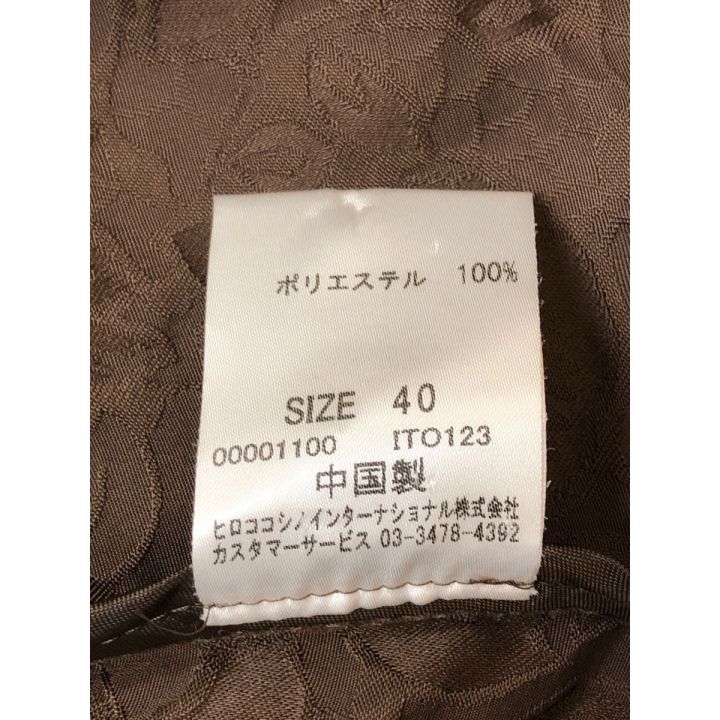 ポリエステル 100%
SIZE 40
00001100 ITO123
中国製
ヒロココシノインターナショナル株式会社
カスタマーサービス 03-3478-4392